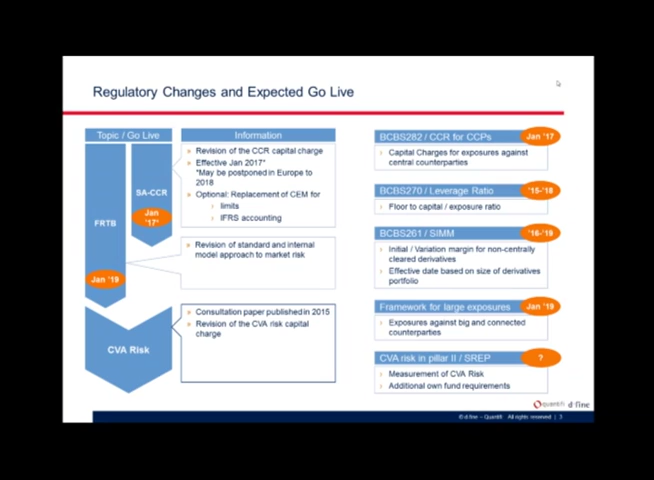 Regulatory Changes and Expected Go Live
Topic / Go Live
Information
FRTB
Jan '19
SA-CCR
Jan
'17*
» Revision of the CCR capital charge
» Effective Jan 2017*
*May be postponed in Europe to
2018
» Optional: Replacement of CEM for
› limits
› IFRS accounting
» Revision of standard and internal
model approach to market risk
CVA Risk
» Consultation paper published in 2015
» Revision of the CVA risk capital
charge
BCBS282 / CCR for CCPs
Jan '17
› Capital Charges for exposures against
central counterparties
BCBS270 / Leverage Ratio
'15-'18
› Floor to capital / exposure ratio
BCBS261 / SIMM
'16-'19
› Initial / Variation margin for non-centrally
cleared derivatives
› Effective date based on size of derivatives
portfolio
Framework for large exposures
Jan '19
› Exposures against big and connected
counterparties
CVA risk in pillar II / SREP
?
› Measurement of CVA Risk
› Additional own fund requirements
quantifi d-fine
© d-fine – Quantifi All rights reserved | 3